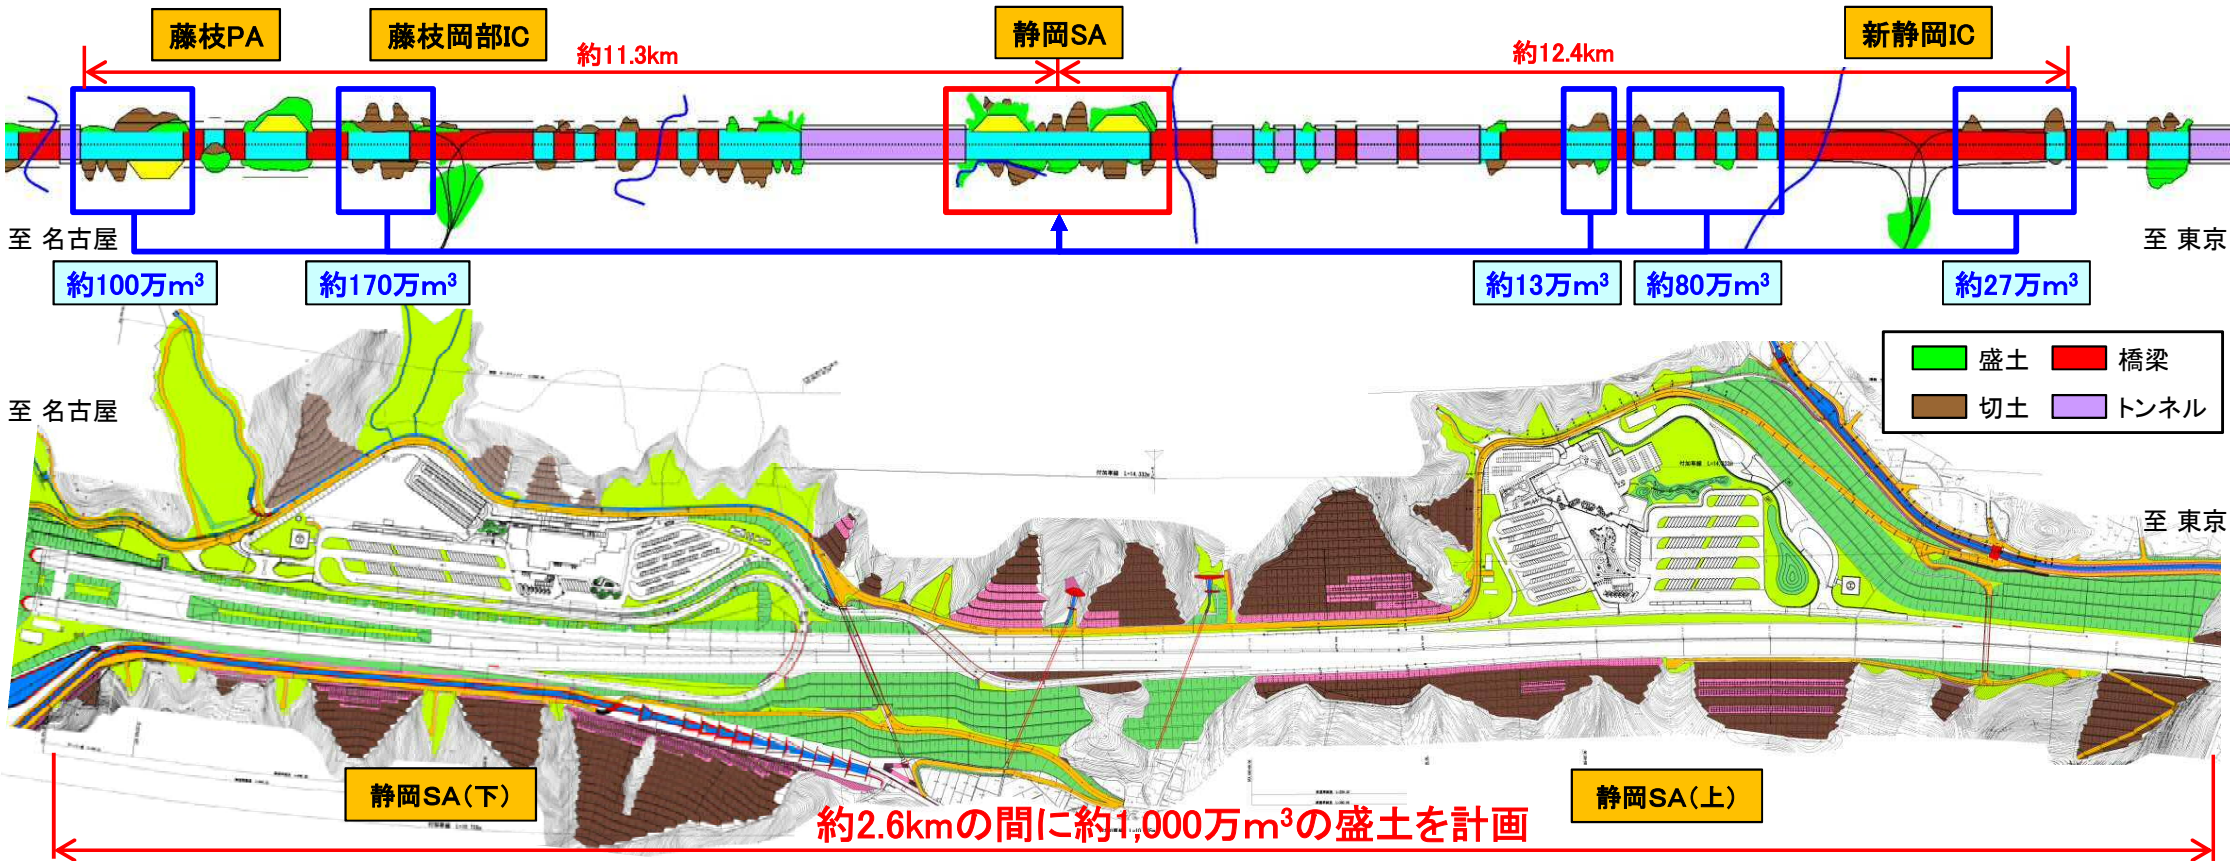 藤枝PA
藤枝岡部IC
静岡SA
新静岡IC
約11.3km
約12.4km
至 名古屋
至 東京
約100万m³
約170万m³
約13万m³
約80万m³
約27万m³
盛土
橋梁
切土
トンネル
至 名古屋
至 東京
静岡SA(下)
静岡SA(上)
約2.6kmの間に約1,000万m³の盛土を計画